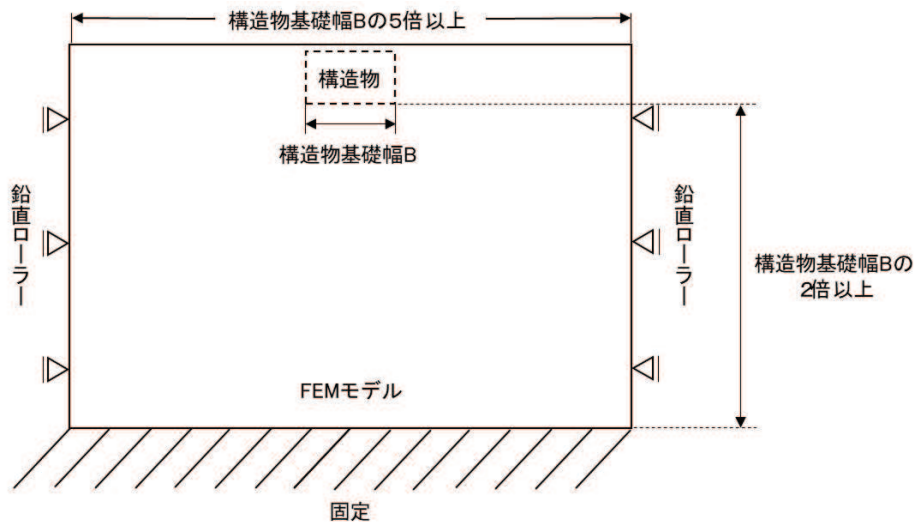 構造物基礎幅Bの5倍以上
構造物
構造物基礎幅B
鉛直ローラー
鉛直ローラー
構造物基礎幅Bの
2倍以上
FEMモデル
固定